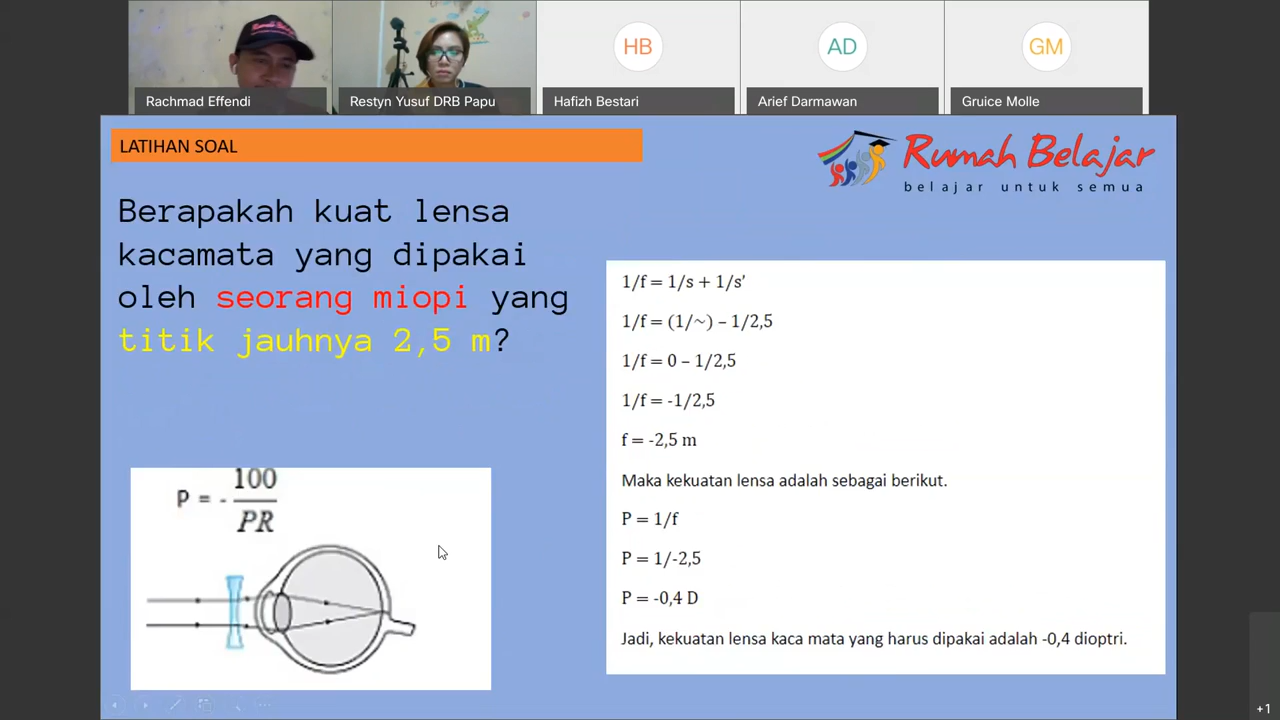 HB
AD
GM
Rachmad Effendi
Restyn Yusuf DRB Papu
Hafizh Bestari
Arief Darmawan
Gruice Molle
LATIHAN SOAL
Rumah Belajar
belajar untuk semua
Berapakah kuat lensa
kacamata yang dipakai
oleh seorang miopi yang
titik jauhnya 2,5 m?
P = - 100/PR
1/f = 1/s + 1/s’
1/f = (1/~) – 1/2,5
1/f = 0 – 1/2,5
1/f = -1/2,5
f = -2,5 m
Maka kekuatan lensa adalah sebagai berikut.
P = 1/f
P = 1/-2,5
P = -0,4 D
Jadi, kekuatan lensa kaca mata yang harus dipakai adalah -0,4 dioptri.
+1